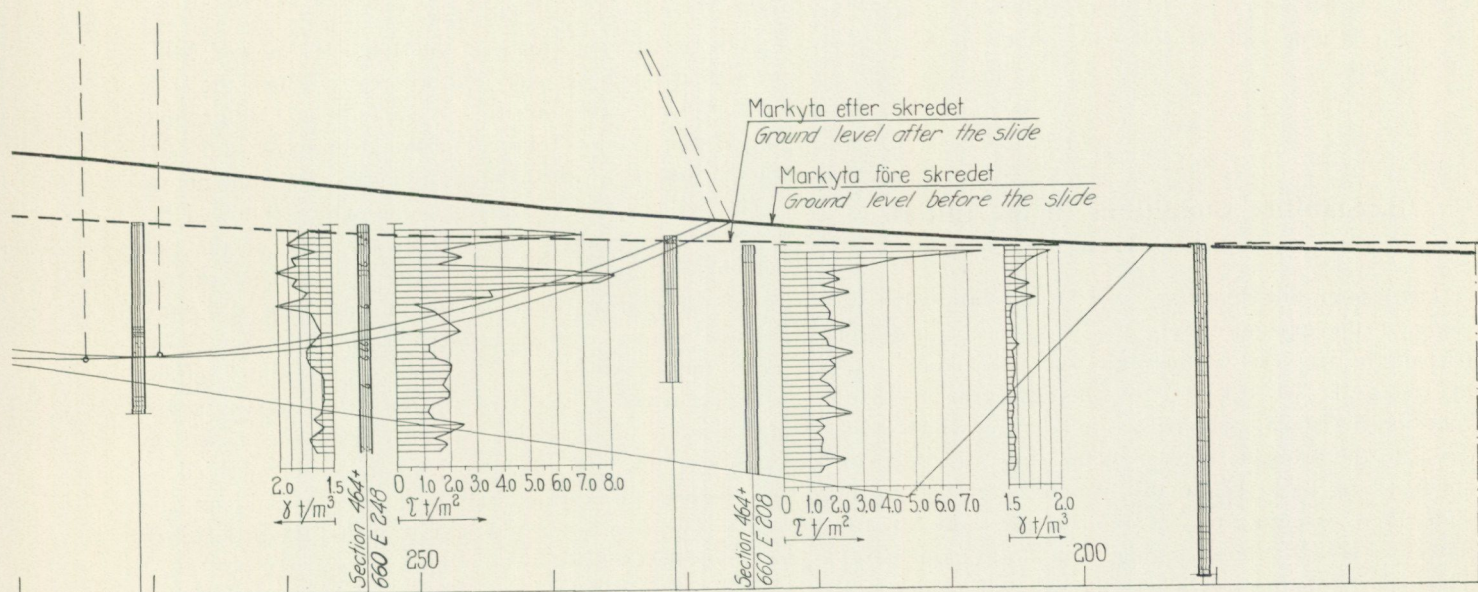 Markyta efter skredet
Ground level after the slide
Markyta före skredet
Ground level before the slide
2.0 1.5
γ t/m³
Section 464+
660 E 248
0 1.0 2.0 3.0 4.0 5.0 6.0 7.0 8.0
τ t/m²
250
Section 464+
660 E 208
0 1.0 2.0 3.0 4.0 5.0 6.0 7.0
τ t/m²
1.5 2.0
γ t/m³
200